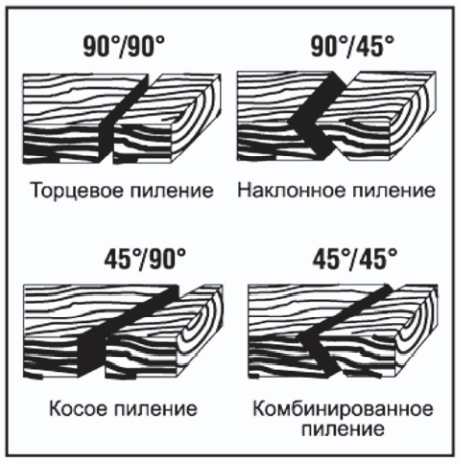 90°/90°
90°/45°
Торцевое пиление
Наклонное пиление
45°/90°
45°/45°
Косое пиление
Комбинированное
пиление